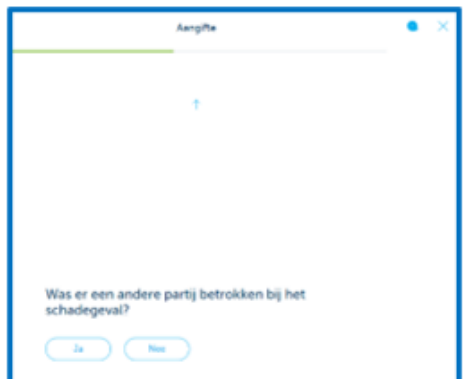 Aangifte
Was er een andere partij betrokken bij het
schadegeval?
Ja
Nee